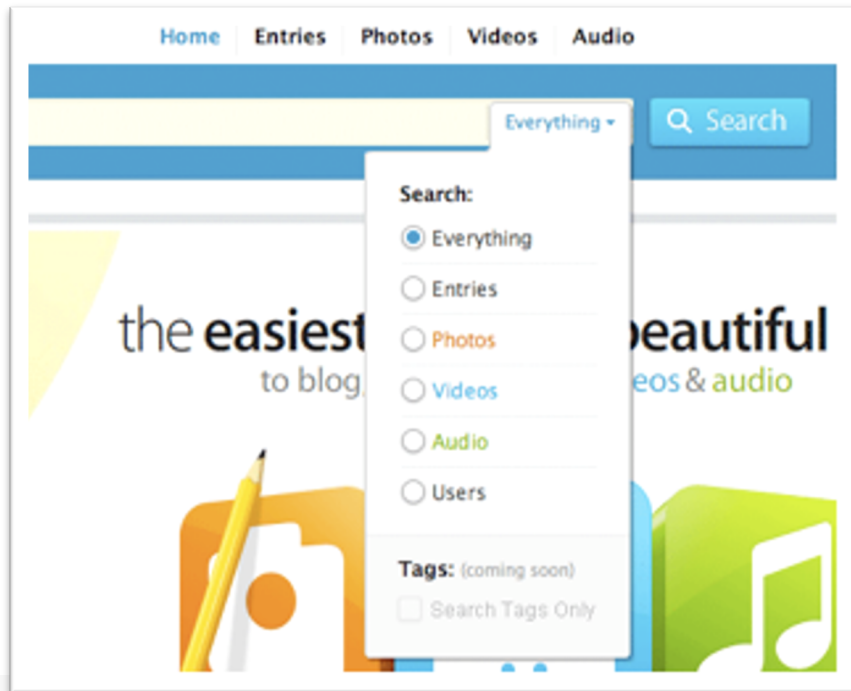 Home Entries Photos Videos Audio
Everything
Search
Search:
Everything
Entries
Photos
Videos
Audio
Users
Tags: (coming soon)
Search Tags Only
the easiest beautiful
to blog, & audio